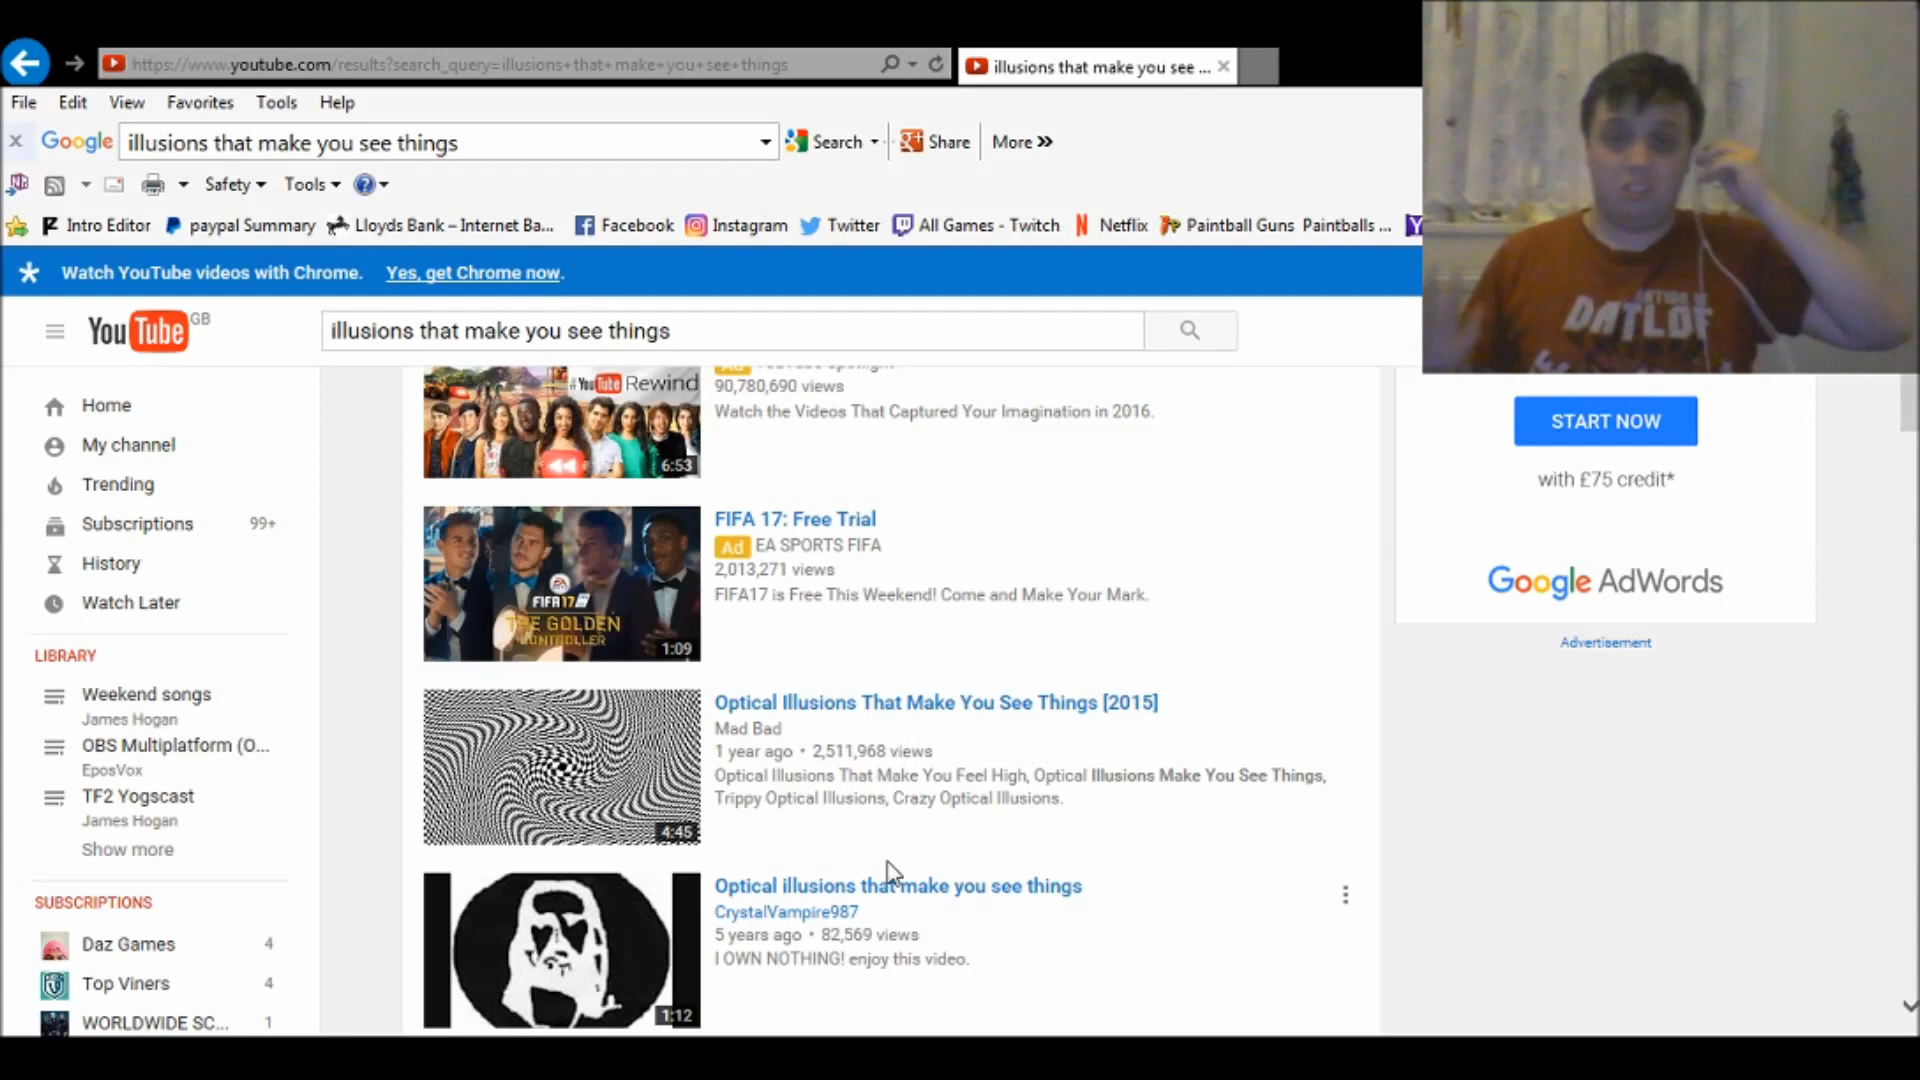 https://www.youtube.com/results?search_query=illusions+that+make+you+see+things
illusions that make you see ...
File Edit View Favorites Tools Help
Google illusions that make you see things Search Share More
Safety Tools
Intro Editor paypal Summary Lloyds Bank – Internet Ba... Facebook Instagram Twitter All Games - Twitch Netflix Paintball Guns Paintballs ...
Watch YouTube videos with Chrome. Yes, get Chrome now.
YouTube GB
illusions that make you see things
Home
My channel
Trending
Subscriptions 99+
History
Watch Later
LIBRARY
Weekend songs
James Hogan
OBS Multiplatform (O...
EposVox
TF2 Yogscast
James Hogan
Show more
SUBSCRIPTIONS
Daz Games 4
Top Viners 4
WORLDWIDE SC... 1
#YouTube Rewind
6:53
90,780,690 views
Watch the Videos That Captured Your Imagination in 2016.
EA SPORTS
FIFA 17
THE GOLDEN
CONTROLLER
1:09
FIFA 17: Free Trial
Ad EA SPORTS FIFA
2,013,271 views
FIFA17 is Free This Weekend! Come and Make Your Mark.
4:45
Optical Illusions That Make You See Things [2015]
Mad Bad
1 year ago • 2,511,968 views
Optical Illusions That Make You Feel High, Optical Illusions Make You See Things,
Trippy Optical Illusions, Crazy Optical Illusions.
1:12
Optical illusions that make you see things
CrystalVampire987
5 years ago • 82,569 views
I OWN NOTHING! enjoy this video.
START NOW
with £75 credit*
Google AdWords
Advertisement